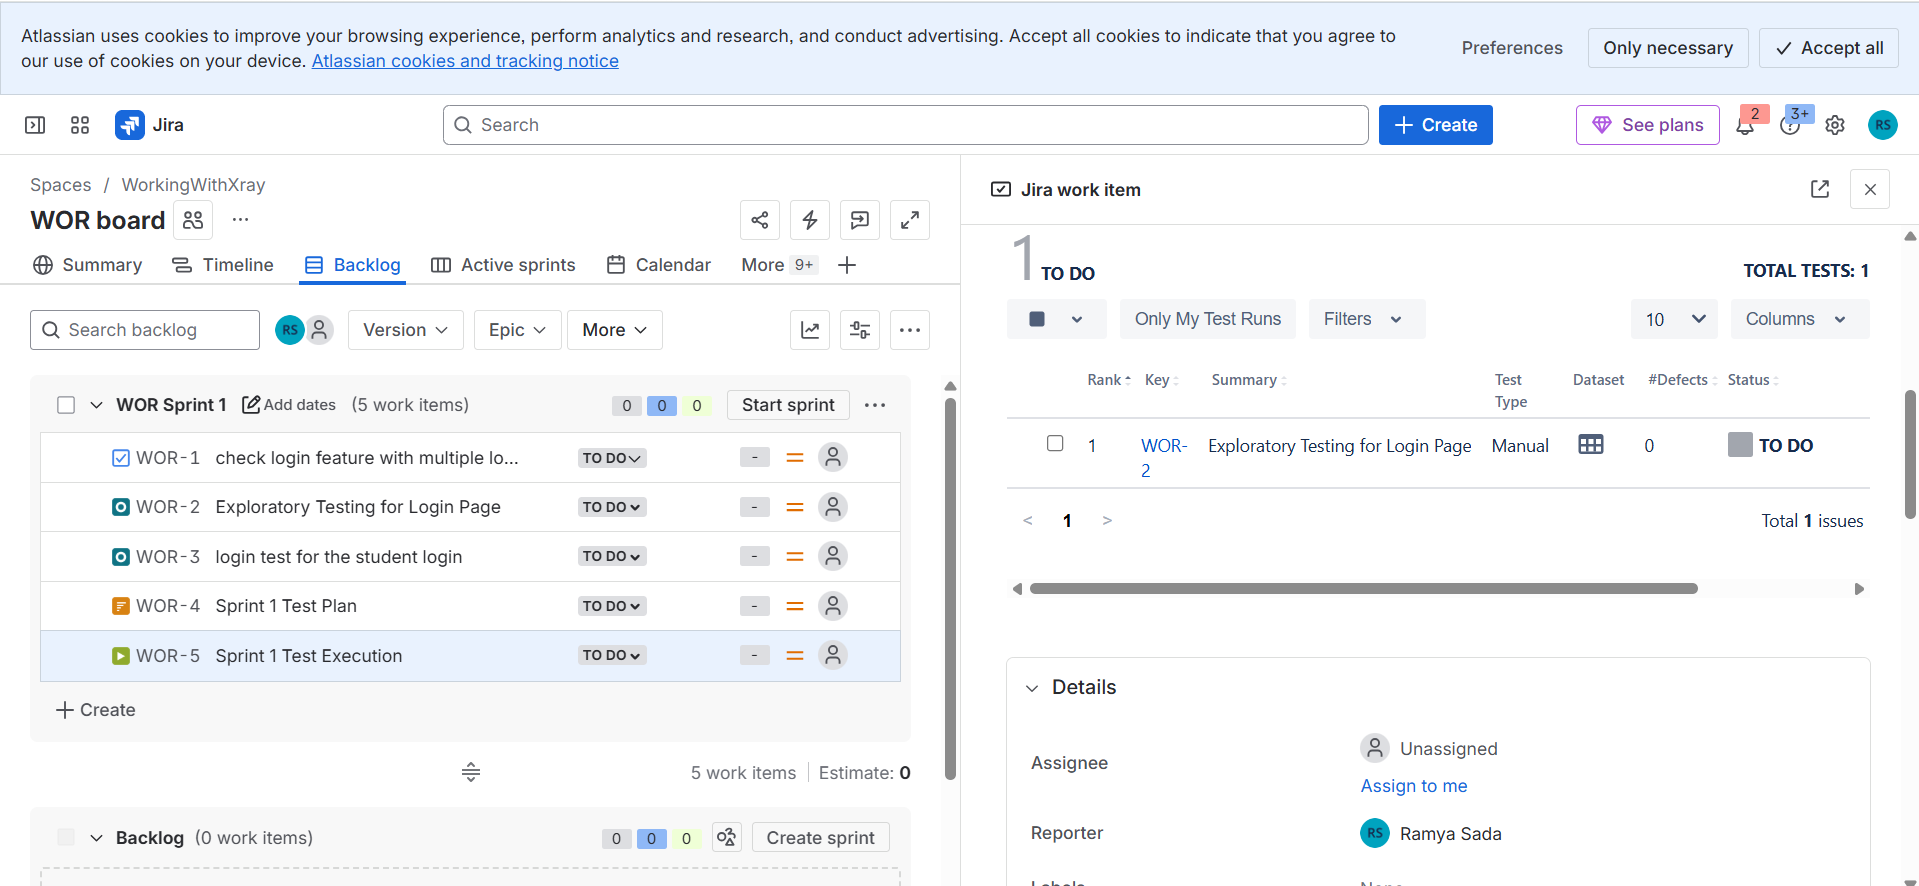 Atlassian uses cookies to improve your browsing experience, perform analytics and research, and conduct advertising. Accept all cookies to indicate that you agree to
our use of cookies on your device. Atlassian cookies and tracking notice
Preferences
Only necessary
Accept all
Jira
Search
Create
See plans
2
3+
RS
Spaces / WorkingWithXray
WOR board
Summary
Timeline
Backlog
Active sprints
Calendar
More 9+
Search backlog
RS
Version
Epic
More
WOR Sprint 1
Add dates
(5 work items)
0 0 0
Start sprint
WOR-1 check login feature with multiple lo... TO DO -
WOR-2 Exploratory Testing for Login Page TO DO -
WOR-3 login test for the student login TO DO -
WOR-4 Sprint 1 Test Plan TO DO -
WOR-5 Sprint 1 Test Execution TO DO -
Create
5 work items
Estimate: 0
Backlog (0 work items)
0 0 0
Create sprint
Jira work item
1 TO DO
TOTAL TESTS: 1
Only My Test Runs
Filters
10
Columns
Rank Key Summary Test Type Dataset #Defects Status
1 WOR-2 Exploratory Testing for Login Page Manual 0 TO DO
< 1 >
Total 1 issues
Details
Assignee
Unassigned
Assign to me
Reporter
RS Ramya Sada